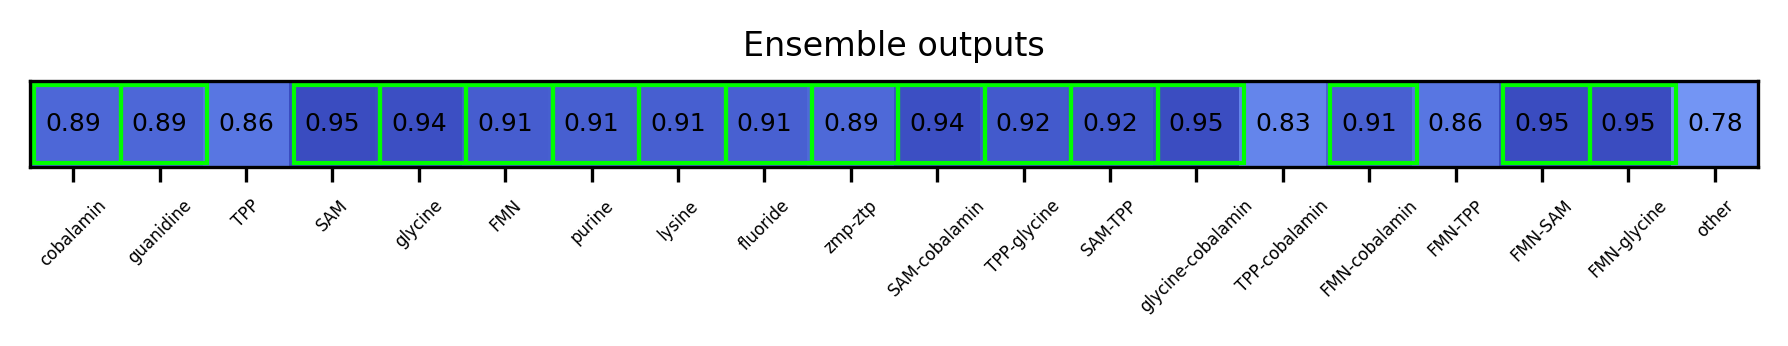 Ensemble outputs
0.89 0.89 0.86 0.95 0.94 0.91 0.91 0.91 0.91 0.89 0.94 0.92 0.92 0.95 0.83 0.91 0.86 0.95 0.95 0.78
cobalamin
guanidine
TPP
SAM
glycine
FMN
purine
lysine
fluoride
zmp-ztp
SAM-cobalamin
TPP-glycine
SAM-TPP
glycine-cobalamin
TPP-cobalamin
FMN-cobalamin
FMN-TPP
FMN-SAM
FMN-glycine
other